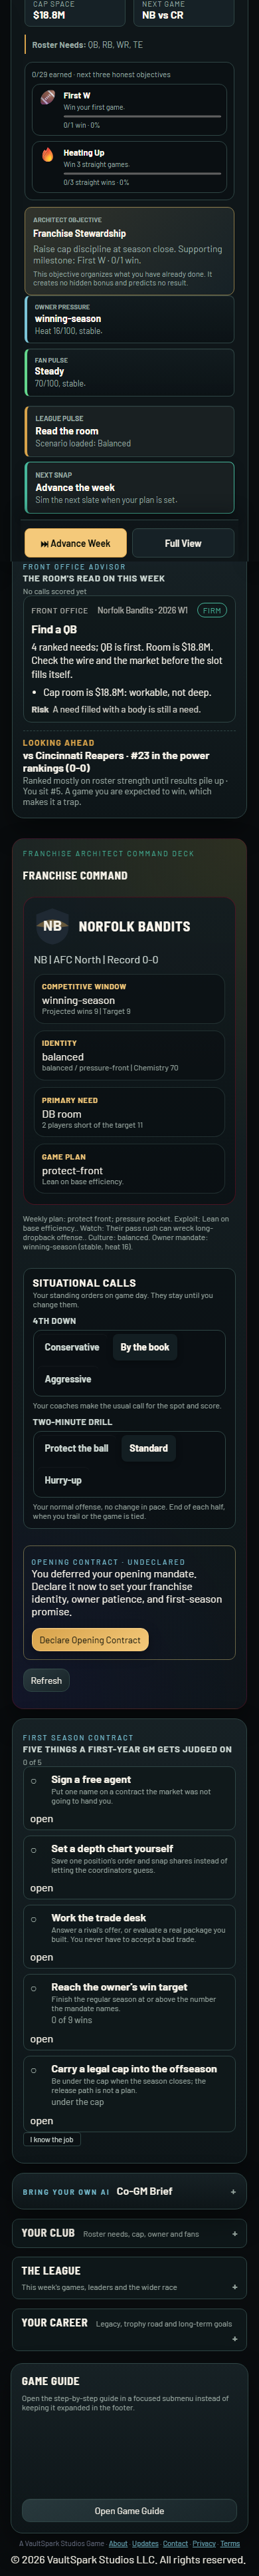 CAP SPACE
$18.8M
NEXT GAME
NB vs CR
Roster Needs: QB, RB, WR, TE
0/29 earned · next three honest objectives
First W
Win your first game.
0/1 win · 0%
Heating Up
Win 3 straight games.
0/3 straight wins · 0%
ARCHITECT OBJECTIVE
Franchise Stewardship
Raise cap discipline at season close. Supporting
milestone: First W · 0/1 win.
This objective organizes what you have already done. It
creates no hidden bonus and predicts no result.
OWNER PRESSURE
winning-season
Heat 16/100, stable.
FAN PULSE
Steady
70/100, stable.
LEAGUE PULSE
Read the room
Scenario loaded: Balanced
NEXT SNAP
Advance the week
Sim the next slate when your plan is set.
⏭ Advance Week
Full View
FRONT OFFICE ADVISOR
THE ROOM'S READ ON THIS WEEK
No calls scored yet
FRONT OFFICE
Norfolk Bandits · 2026 W1
FIRM
Find a QB
4 ranked needs; QB is first. Room is $18.8M.
Check the wire and the market before the slot
fills itself.
• Cap room is $18.8M: workable, not deep.
Risk A need filled with a body is still a need.
LOOKING AHEAD
vs Cincinnati Reapers · #23 in the power
rankings (0-0)
Ranked mostly on roster strength until results pile up ·
You sit #5. A game you are expected to win, which
makes it a trap.
FRANCHISE ARCHITECT COMMAND DECK
FRANCHISE COMMAND
NB
NORFOLK BANDITS
NB | AFC North | Record 0-0
COMPETITIVE WINDOW
winning-season
Projected wins 9 | Target 9
IDENTITY
balanced
balanced / pressure-front | Chemistry 70
PRIMARY NEED
DB room
2 players short of the target 11
GAME PLAN
protect-front
Lean on base efficiency.
Weekly plan: protect front; pressure pocket. Exploit: Lean on
base efficiency.. Watch: Their pass rush can wreck long-
dropback offense.. Culture: balanced. Owner mandate:
winning-season (stable, heat 16).
SITUATIONAL CALLS
Your standing orders on game day. They stay until you
change them.
4TH DOWN
Conservative
By the book
Aggressive
Your coaches make the usual call for the spot and score.
TWO-MINUTE DRILL
Protect the ball
Standard
Hurry-up
Your normal offense, no change in pace. End of each half,
when you trail or the game is tied.
OPENING CONTRACT · UNDECLARED
You deferred your opening mandate.
Declare it now to set your franchise
identity, owner patience, and first-season
promise.
Declare Opening Contract
Refresh
FIRST SEASON CONTRACT
FIVE THINGS A FIRST-YEAR GM GETS JUDGED ON
0 of 5
Sign a free agent
Put one name on a contract the market was not
going to hand you.
open
Set a depth chart yourself
Save one position's order and snap shares instead of
letting the coordinators guess.
open
Work the trade desk
Answer a rival's offer, or evaluate a real package you
built. You never have to accept a bad trade.
open
Reach the owner's win target
Finish the regular season at or above the number
the mandate names.
0 of 9 wins
open
Carry a legal cap into the offseason
Be under the cap when the season closes; the
release path is not a plan.
under the cap
open
I know the job
BRING YOUR OWN AI Co-GM Brief +
YOUR CLUB Roster needs, cap, owner and fans +
THE LEAGUE
This week's games, leaders and the wider race +
YOUR CAREER Legacy, trophy road and long-term goals
+
GAME GUIDE
Open the step-by-step guide in a focused submenu instead of
keeping it expanded in the footer.
Open Game Guide
A VaultSpark Studios Game · About · Updates · Contact · Privacy · Terms
© 2026 VaultSpark Studios LLC. All rights reserved.